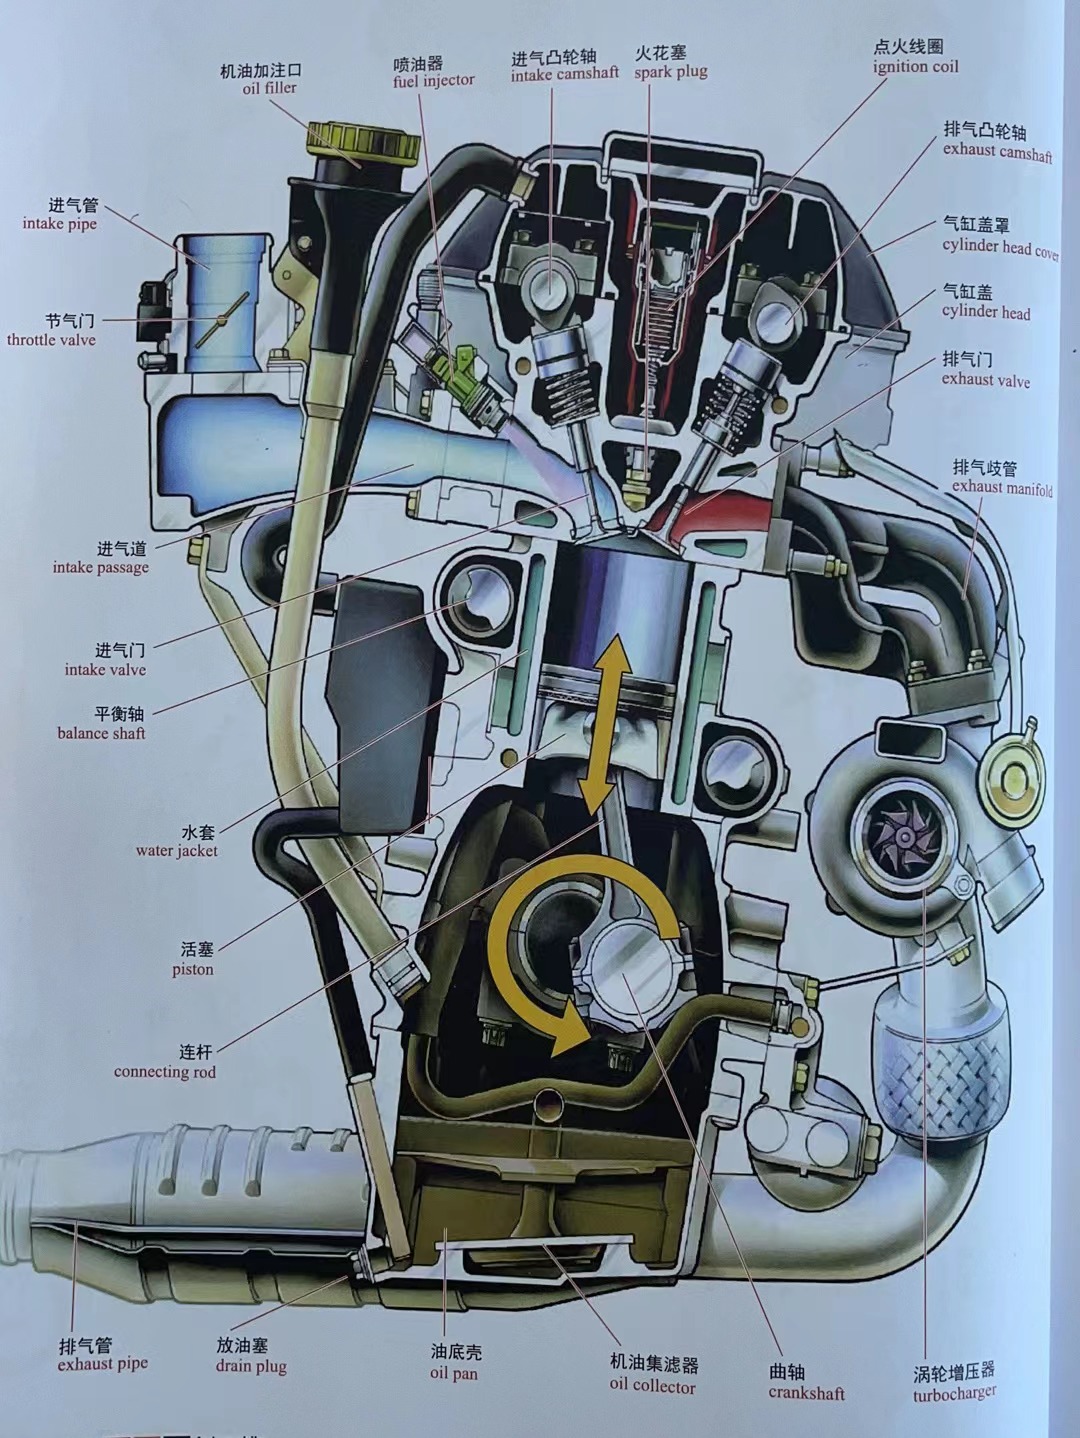 机油加注口
oil filler
喷油器
fuel injector
进气凸轮轴
intake camshaft
火花塞
spark plug
点火线圈
ignition coil
排气凸轮轴
exhaust camshaft
进气管
intake pipe
气缸盖罩
cylinder head cover
节气门
throttle valve
气缸盖
cylinder head
排气门
exhaust valve
排气歧管
exhaust manifold
进气道
intake passage
进气门
intake valve
平衡轴
balance shaft
水套
water jacket
活塞
piston
连杆
connecting rod
排气管
exhaust pipe
放油塞
drain plug
油底壳
oil pan
机油集滤器
oil collector
曲轴
crankshaft
涡轮增压器
turbocharger